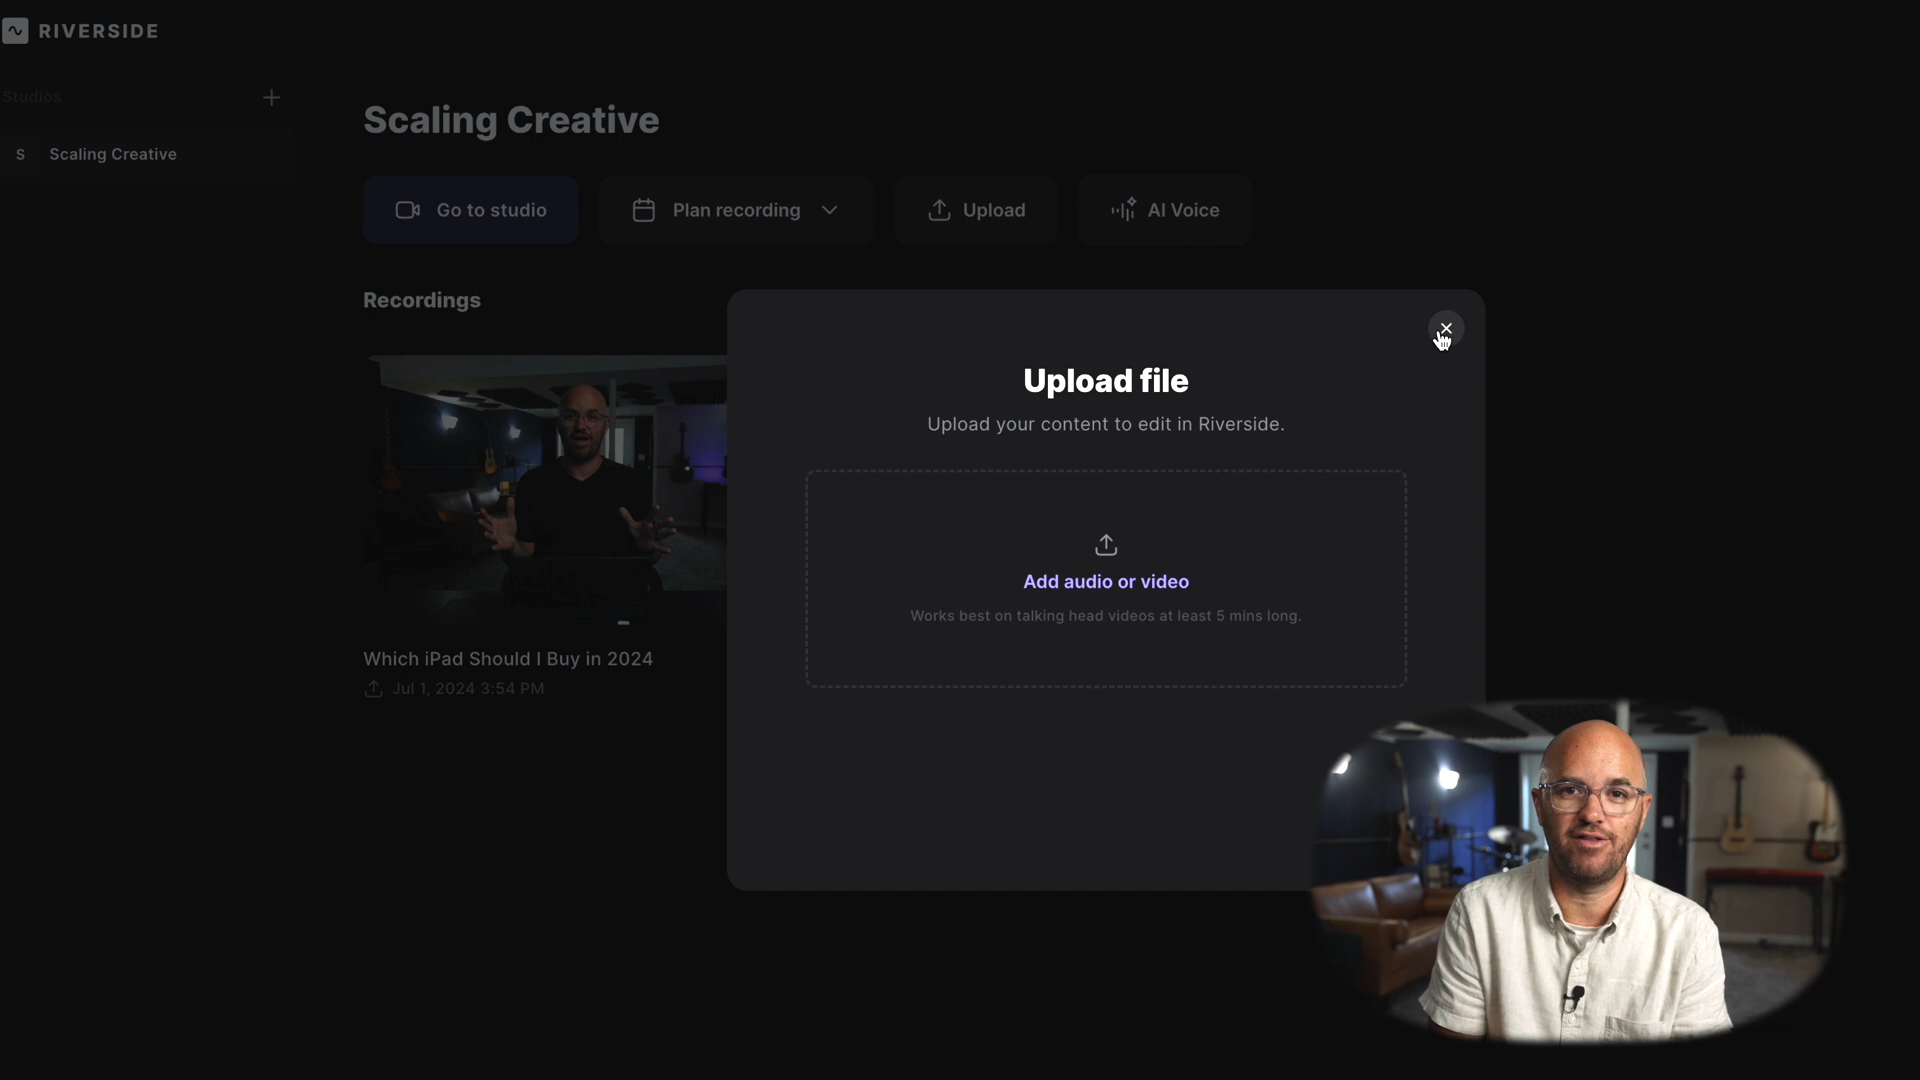 RIVERSIDE
Studios
S Scaling Creative
Scaling Creative
Go to studio
Plan recording
Upload
AI Voice
Recordings
Upload file
Upload your content to edit in Riverside.
Add audio or video
Works best on talking head videos at least 5 mins long.
Which iPad Should I Buy in 2024
Jul 1, 2024 3:54 PM